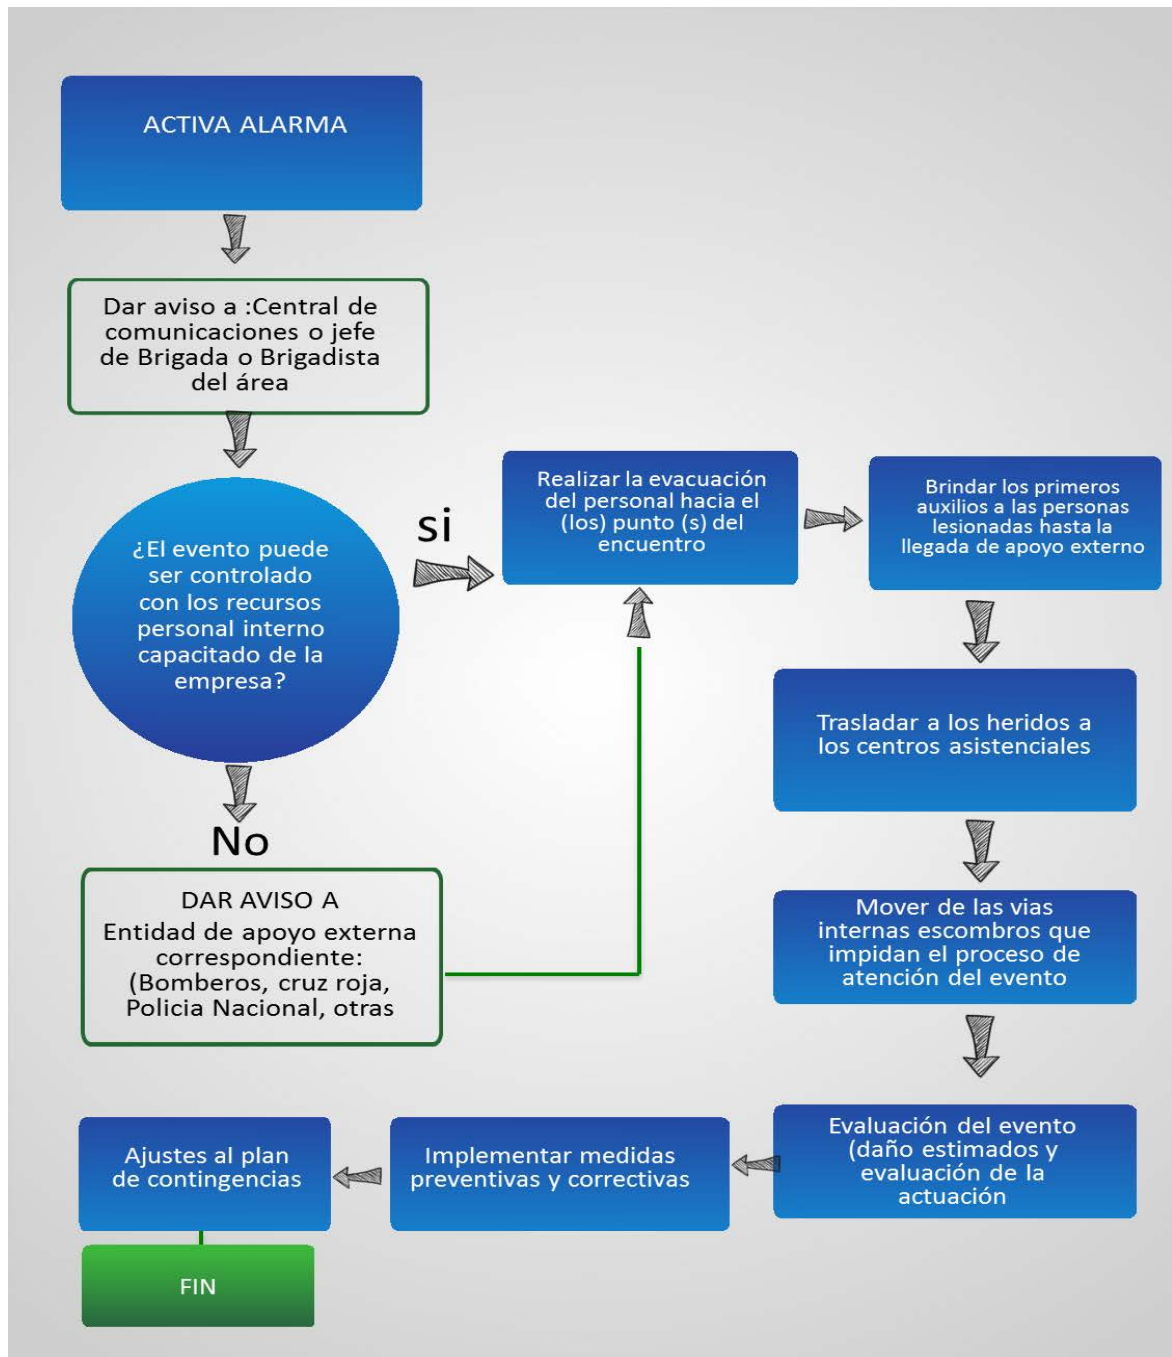 ACTIVA ALARMA
Dar aviso a :Central de
comunicaciones o jefe
de Brigada o Brigadista
del área
¿El evento puede
ser controlado
con los recursos
personal interno
capacitado de la
empresa?
si
Realizar la evacuación
del personal hacia el
(los) punto (s) del
encuentro
Brindar los primeros
auxilios a las personas
lesionadas hasta la
llegada de apoyo externo
Trasladar a los heridos a
los centros asistenciales
No
DAR AVISO A
Entidad de apoyo externa
correspondiente:
(Bomberos, cruz roja,
Policia Nacional, otras
Mover de las vias
internas escombros que
impidan el proceso de
atención del evento
Evaluación del evento
(daño estimados y
evaluación de la
actuación
Implementar medidas
preventivas y correctivas
Ajustes al plan
de contingencias
FIN